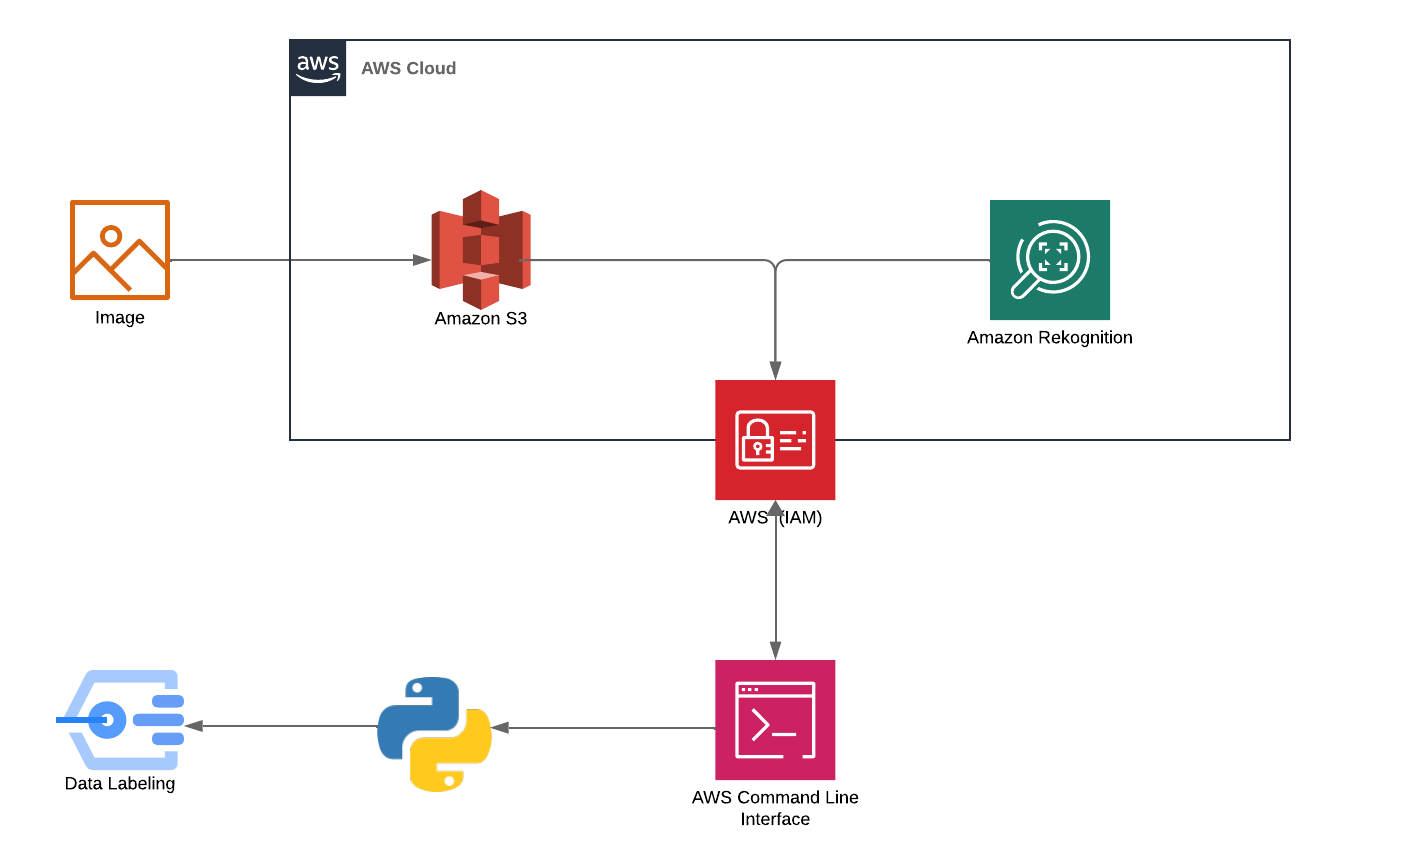 aws
AWS Cloud
Image
Amazon S3
Amazon Rekognition
AWS (IAM)
Data Labeling
AWS Command Line
Interface